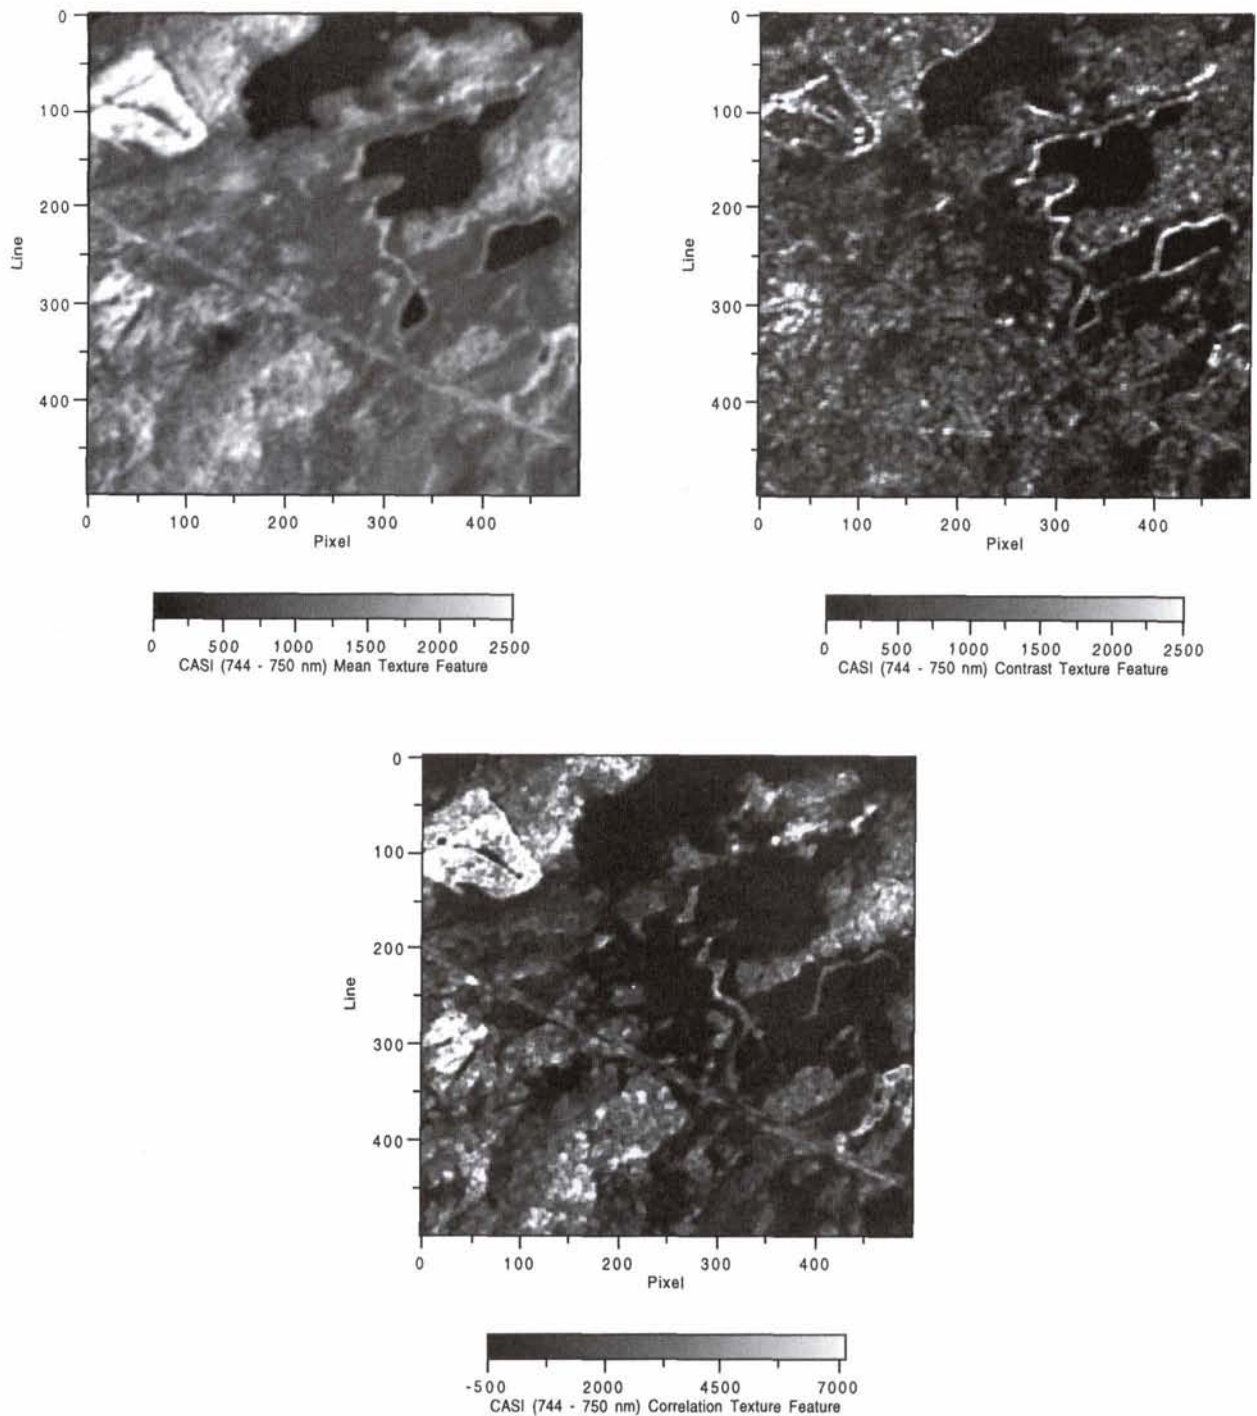 0
100
200
300
400
Line
0 100 200 300 400
Pixel
0 500 1000 1500 2000 2500
CASI (744 - 750 nm) Mean Texture Feature
0
100
200
300
400
Line
0 100 200 300 400
Pixel
0 500 1000 1500 2000 2500
CASI (744 - 750 nm) Contrast Texture Feature
0
100
200
300
400
Line
0 100 200 300 400
Pixel
-500 2000 4500 7000
CASI (744 - 750 nm) Correlation Texture Feature